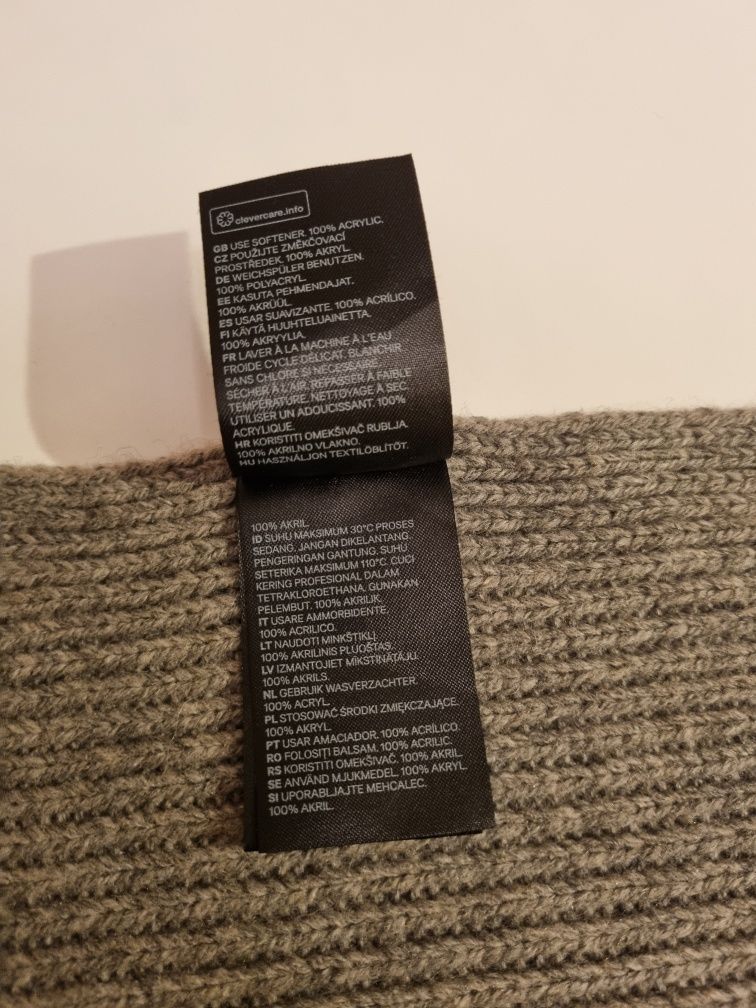 clevercare.info
GB USE SOFTENER. 100% ACRYLIC.
CZ POUŽIJTE ZMĚKČOVACÍ
PROSTŘEDEK. 100% AKRYL.
DE WEICHSPÜLER BENUTZEN.
100% POLYACRYL.
EE KASUTA PEHMENDAJAT.
100% AKRÜÜL.
ES USAR SUAVIZANTE. 100% ACRÍLICO.
FI KÄYTÄ HUUHTELUAINETTA.
100% AKRYYLIA.
FR LAVER À LA MACHINE À L'EAU
FROIDE CYCLE DÉLICAT. BLANCHIR
SANS CHLORE SI NÉCESSAIRE.
SÉCHER À L'AIR. REPASSER À FAIBLE
TEMPÉRATURE. NETTOYAGE À SEC.
UTILISER UN ADOUCISSANT. 100%
ACRYLIQUE.
HR KORISTITI OMEKŠIVAČ RUBLJA.
100% AKRILNO VLAKNO.
HU HASZNÁLJON TEXTILÖBLÍTŐT.
100% AKRIL.
ID SUHU MAKSIMUM 30°C PROSES
SEDANG. JANGAN DIKELANTANG.
PENGERINGAN GANTUNG. SUHU
SETERIKA MAKSIMUM 110°C. CUCI
KERING PROFESIONAL DALAM
TETRAKLOROETHANA. GUNAKAN
PELEMBUT. 100% AKRILIK.
IT USARE AMMORBIDENTE.
100% ACRILICO.
LT NAUDOTI MINKŠTIKLĮ.
100% AKRILINIS PLUOŠTAS.
LV IZMANTOJIET MĪKSTINĀTĀJU.
100% AKRILS.
NL GEBRUIK WASVERZACHTER.
100% ACRYL.
PL STOSOWAĆ ŚRODKI ZMIĘKCZAJĄCE.
100% AKRYL.
PT USAR AMACIADOR. 100% ACRÍLICO.
RO FOLOSIȚI BALSAM. 100% ACRILIC.
RS KORISTITI OMEKŠIVAČ. 100% AKRIL.
SE ANVÄND MJUKMEDEL. 100% AKRYL.
SI UPORABLJAJTE MEHČALEC.
100% AKRIL.